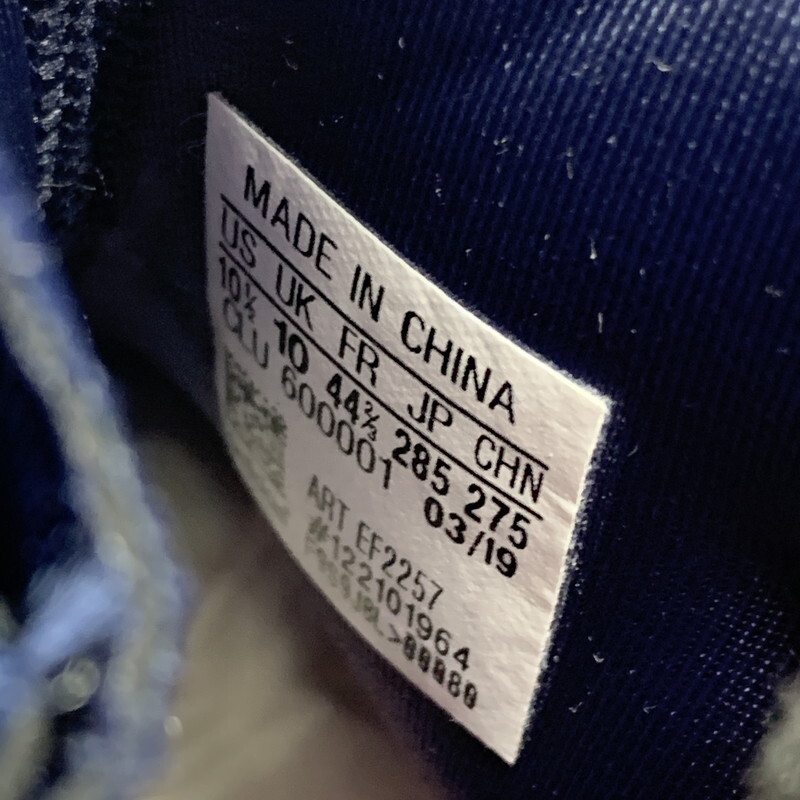 MADE IN CHINA
US UK FR JP CHN
10½ 10 44⅔ 285 275
CLU 600001 03/19
ART EF2257
#122101964